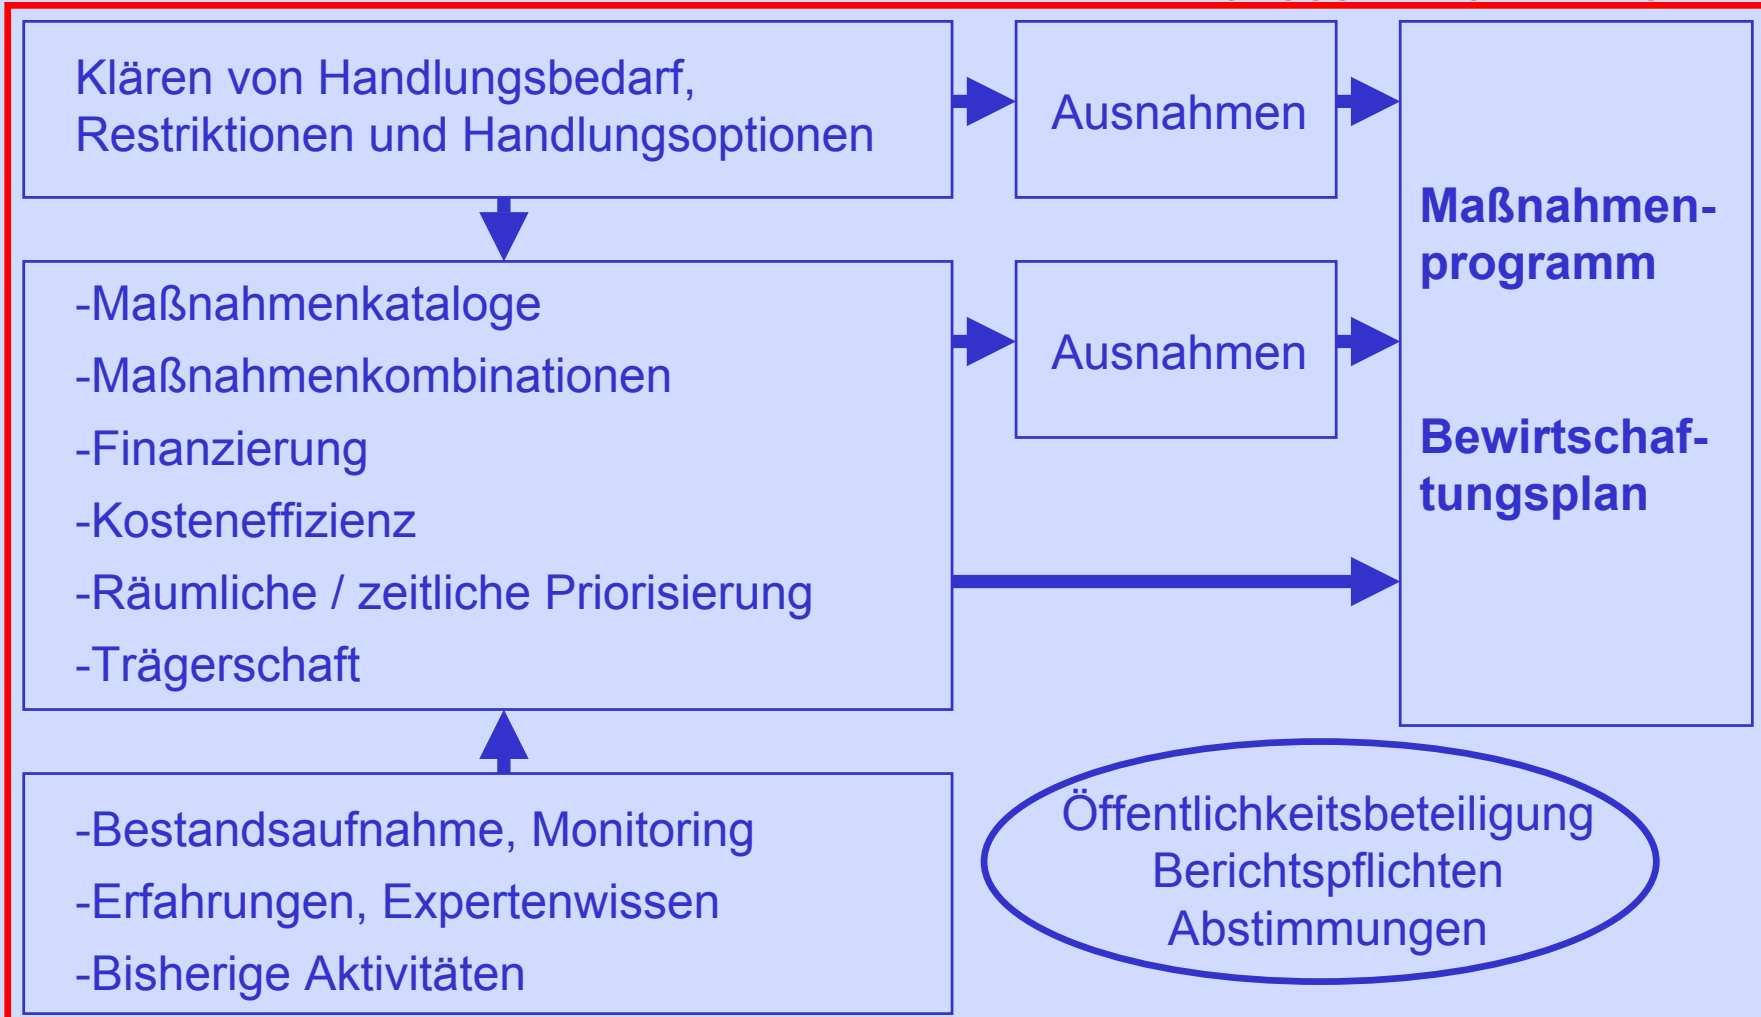 Klären von Handlungsbedarf,
Restriktionen und Handlungsoptionen
Ausnahmen
-Maßnahmenkataloge
-Maßnahmenkombinationen
-Finanzierung
-Kosteneffizienz
-Räumliche / zeitliche Priorisierung
-Trägerschaft
Ausnahmen
Maßnahmen-
programm
Bewirtschaf-
tungsplan
-Bestandsaufnahme, Monitoring
-Erfahrungen, Expertenwissen
-Bisherige Aktivitäten
Öffentlichkeitsbeteiligung
Berichtspflichten
Abstimmungen